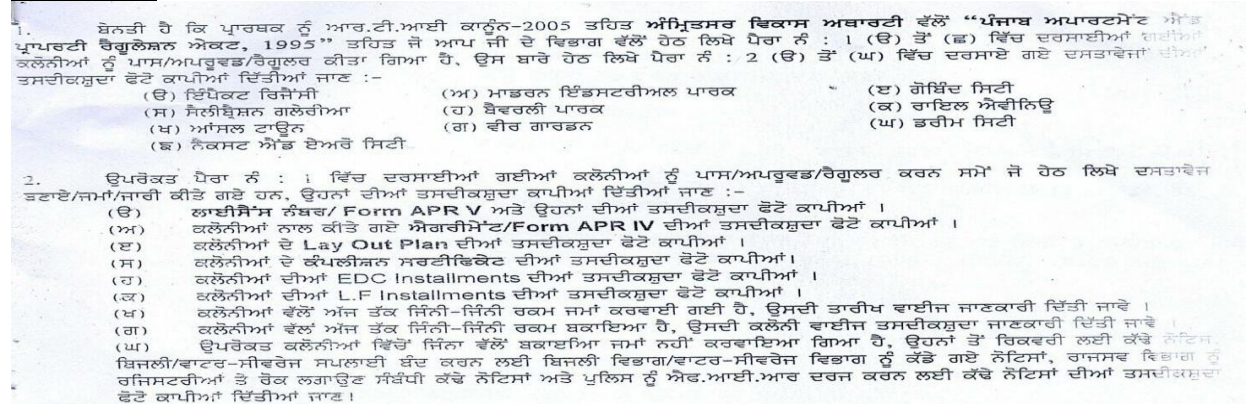 1. ਬੇਨਤੀ ਹੈ ਕਿ ਪ੍ਰਾਰਥਕ ਨੂੰ ਆਰ.ਟੀ.ਆਈ ਕਾਨੂੰਨ-2005 ਤਹਿਤ ਅੰਮ੍ਰਿਤਸਰ ਵਿਕਾਸ ਅਥਾਰਟੀ ਵੱਲੋਂ “ਪੰਜਾਬ ਅਪਾਰਟਮੇਂਟ ਐਂਡ
ਪ੍ਰਾਪਰਟੀ ਰੈਗੂਲੇਸ਼ਨ ਐਕਟ, 1995” ਤਹਿਤ ਜੋ ਆਪ ਜੀ ਦੇ ਵਿਭਾਗ ਵੱਲੋਂ ਹੇਠ ਲਿਖੇ ਪੈਰਾ ਨੰ : 1 (ੳ) ਤੋਂ (ਙ) ਵਿੱਚ ਦਰਸਾਈਆਂ ਗਈਆਂ
ਕਲੋਨੀਆਂ ਨੂੰ ਪਾਸ/ਅਪਰੂਵਡ/ਰੈਗੂਲਰ ਕੀਤਾ ਗਿਆ ਹੈ, ਉਸ ਬਾਰੇ ਹੇਠ ਲਿਖੇ ਪੈਰਾ ਨੰ : 2 (ੳ) ਤੋਂ (ਘ) ਵਿੱਚ ਦਰਸਾਏ ਗਏ ਦਸਤਾਵੇਜਾਂ ਦੀਆਂ
ਤਸਦੀਕਸ਼ੁਦਾ ਫੋਟੋ ਕਾਪੀਆਂ ਦਿੱਤੀਆਂ ਜਾਣ :-
(ੳ) ਇੰਪੈਕਟ ਰਿਜੈਂਸੀ (ਅ) ਮਾਡਰਨ ਇੰਡਸਟਰੀਅਲ ਪਾਰਕ (ੲ) ਗੋਬਿੰਦ ਸਿਟੀ
(ਸ) ਸੈਲੀਬ੍ਰੈਸ਼ਨ ਗਲੇਰੀਆ (ਹ) ਬੈਵਰਲੀ ਪਾਰਕ (ਕ) ਰਾਇਲ ਐਵੀਨਿਊ
(ਖ) ਆਂਸਲ ਟਾਊਨ (ਗ) ਵੀਰ ਗਾਰਡਨ (ਘ) ਡਰੀਮ ਸਿਟੀ
(ਙ) ਨੈਕਸਟ ਐਂਡ ਏਅਰੋ ਸਿਟੀ
2. ਉਪਰੋਕਤ ਪੈਰਾ ਨੰ : 1 ਵਿੱਚ ਦਰਸਾਈਆਂ ਗਈਆਂ ਕਲੋਨੀਆਂ ਨੂੰ ਪਾਸ/ਅਪਰੂਵਡ/ਰੈਗੂਲਰ ਕਰਨ ਸਮੇਂ ਜੋ ਹੇਠ ਲਿਖੇ ਦਸਤਾਵੇਜ
ਬਣਾਏ/ਜਮਾਂ/ਜਾਰੀ ਕੀਤੇ ਗਏ ਹਨ, ਉਹਨਾਂ ਦੀਆਂ ਤਸਦੀਕਸ਼ੁਦਾ ਕਾਪੀਆਂ ਦਿੱਤੀਆਂ ਜਾਣ :-
(ੳ) ਲਾਈਸੈਂਸ ਨੰਬਰ/ Form APR V ਅਤੇ ਉਹਨਾਂ ਦੀਆਂ ਤਸਦੀਕਸ਼ੁਦਾ ਫੋਟੋ ਕਾਪੀਆਂ ।
(ਅ) ਕਲੋਨੀਆਂ ਨਾਲ ਕੀਤੇ ਗਏ ਐਗਰੀਮੇਂਟ/Form APR IV ਦੀਆਂ ਤਸਦੀਕਸ਼ੁਦਾ ਫੋਟੋ ਕਾਪੀਆਂ ।
(ੲ) ਕਲੋਨੀਆਂ ਦੇ Lay Out Plan ਦੀਆਂ ਤਸਦੀਕਸ਼ੁਦਾ ਫੋਟੋ ਕਾਪੀਆਂ ।
(ਸ) ਕਲੋਨੀਆਂ ਦੇ ਕੰਪਲੀਸ਼ਨ ਸਰਟੀਫਿਕੇਟ ਦੀਆਂ ਤਸਦੀਕਸ਼ੁਦਾ ਫੋਟੋ ਕਾਪੀਆਂ।
(ਹ) ਕਲੋਨੀਆਂ ਦੀਆਂ EDC Installments ਦੀਆਂ ਤਸਦੀਕਸ਼ੁਦਾ ਫੋਟੋ ਕਾਪੀਆਂ ।
(ਕ) ਕਲੋਨੀਆਂ ਦੀਆਂ L.F Installments ਦੀਆਂ ਤਸਦੀਕਸ਼ੁਦਾ ਫੋਟੋ ਕਾਪੀਆਂ ।
(ਖ) ਕਲੋਨੀਆਂ ਵੱਲੋਂ ਅੱਜ ਤੱਕ ਜਿੰਨੀ-ਜਿੰਨੀ ਰਕਮ ਜਮਾਂ ਕਰਵਾਈ ਗਈ ਹੈ, ਉਸਦੀ ਤਾਰੀਖ ਵਾਈਜ ਜਾਣਕਾਰੀ ਦਿੱਤੀ ਜਾਵੇ ।
(ਗ) ਕਲੋਨੀਆਂ ਵੱਲਂ ਅੱਜ ਤੱਕ ਜਿੰਨੀ-ਜਿੰਨੀ ਰਕਮ ਬਕਾਇਆ ਹੈ, ਉਸਦੀ ਕਲੋਨੀ ਵਾਈਜ ਤਸਦੀਕਸ਼ੁਦਾ ਜਾਣਕਾਰੀ ਦਿੱਤੀ ਜਾਵੇ ।
(ਘ) ਉਪਰੋਕਤ ਕਲੋਨੀਆਂ ਵਿੱਚੋਂ ਜਿੰਨਾ ਵੱਲੋਂ ਬਕਾਇਆ ਜਮਾਂ ਨਹੀਂ ਕਰਵਾਇਆ ਗਿਆ ਹੈ, ਉਹਨਾਂ ਤੋਂ ਰਿਕਵਰੀ ਲਈ ਕੱਢੇ ਨੋਟਿਸ,
ਬਿਜਲੀ/ਵਾਟਰ-ਸੀਵਰੇਜ ਸਪਲਾਈ ਬੰਦ ਕਰਨ ਲਈ ਬਿਜਲੀ ਵਿਭਾਗ/ਵਾਟਰ-ਸੀਵਰੇਜ ਵਿਭਾਗ ਨੂੰ ਕੱਡੇ ਗਏ ਨੋਟਿਸਾਂ, ਰਾਜਸਵ ਵਿਭਾਗ ਨੂੰ
ਰਜਿਸਟਰੀਆਂ ਤੇ ਰੋਕ ਲਗਾਉਣ ਸੰਬੰਧੀ ਕੱਢੇ ਨੋਟਿਸਾਂ ਅਤੇ ਪੁਲਿਸ ਨੂੰ ਐਫ.ਆਈ.ਆਰ ਦਰਜ ਕਰਨ ਲਈ ਕੱਢੇ ਨੋਟਿਸਾਂ ਦੀਆਂ ਤਸਦੀਕਸ਼ੁਦਾ
ਫੋਟੋ ਕਾਪੀਆਂ ਦਿੱਤੀਆਂ ਜਾਣ।